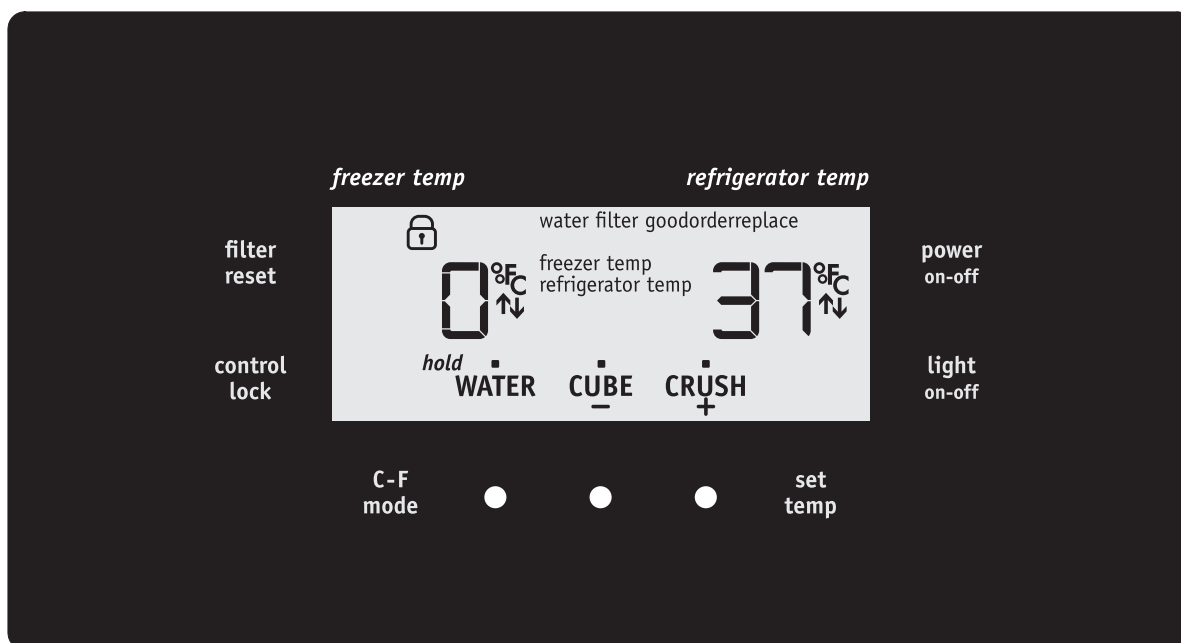 freezer temp refrigerator temp
filter
reset
water filter goodorderreplace
power
on-off
0°F°C
freezer temp
refrigerator temp
37°F°C
control
lock
hold
WATER CUBE CRUSH
− +
light
on-off
C-F
mode
set
temp